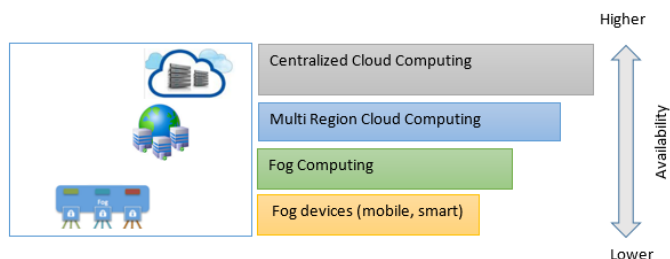 Higher
Centralized Cloud Computing
Multi Region Cloud Computing
Fog Computing
Fog
Fog devices (mobile, smart)
Availability
Lower